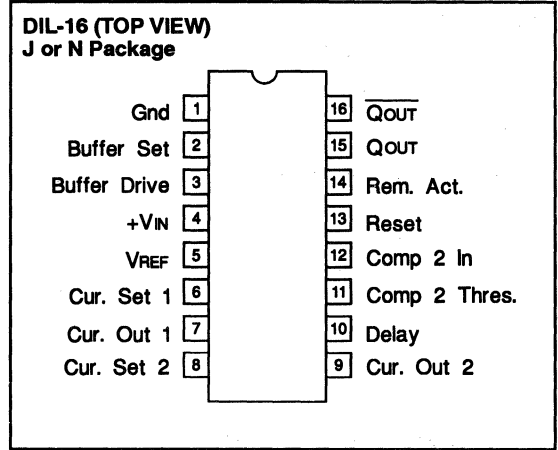 DIL-16 (TOP VIEW)
J or N Package
Gnd 1
Buffer Set 2
Buffer Drive 3
+VIN 4
VREF 5
Cur. Set 1 6
Cur. Out 1 7
Cur. Set 2 8
16 Q̅O̅U̅T̅
15 QOUT
14 Rem. Act.
13 Reset
12 Comp 2 In
11 Comp 2 Thres.
10 Delay
9 Cur. Out 2